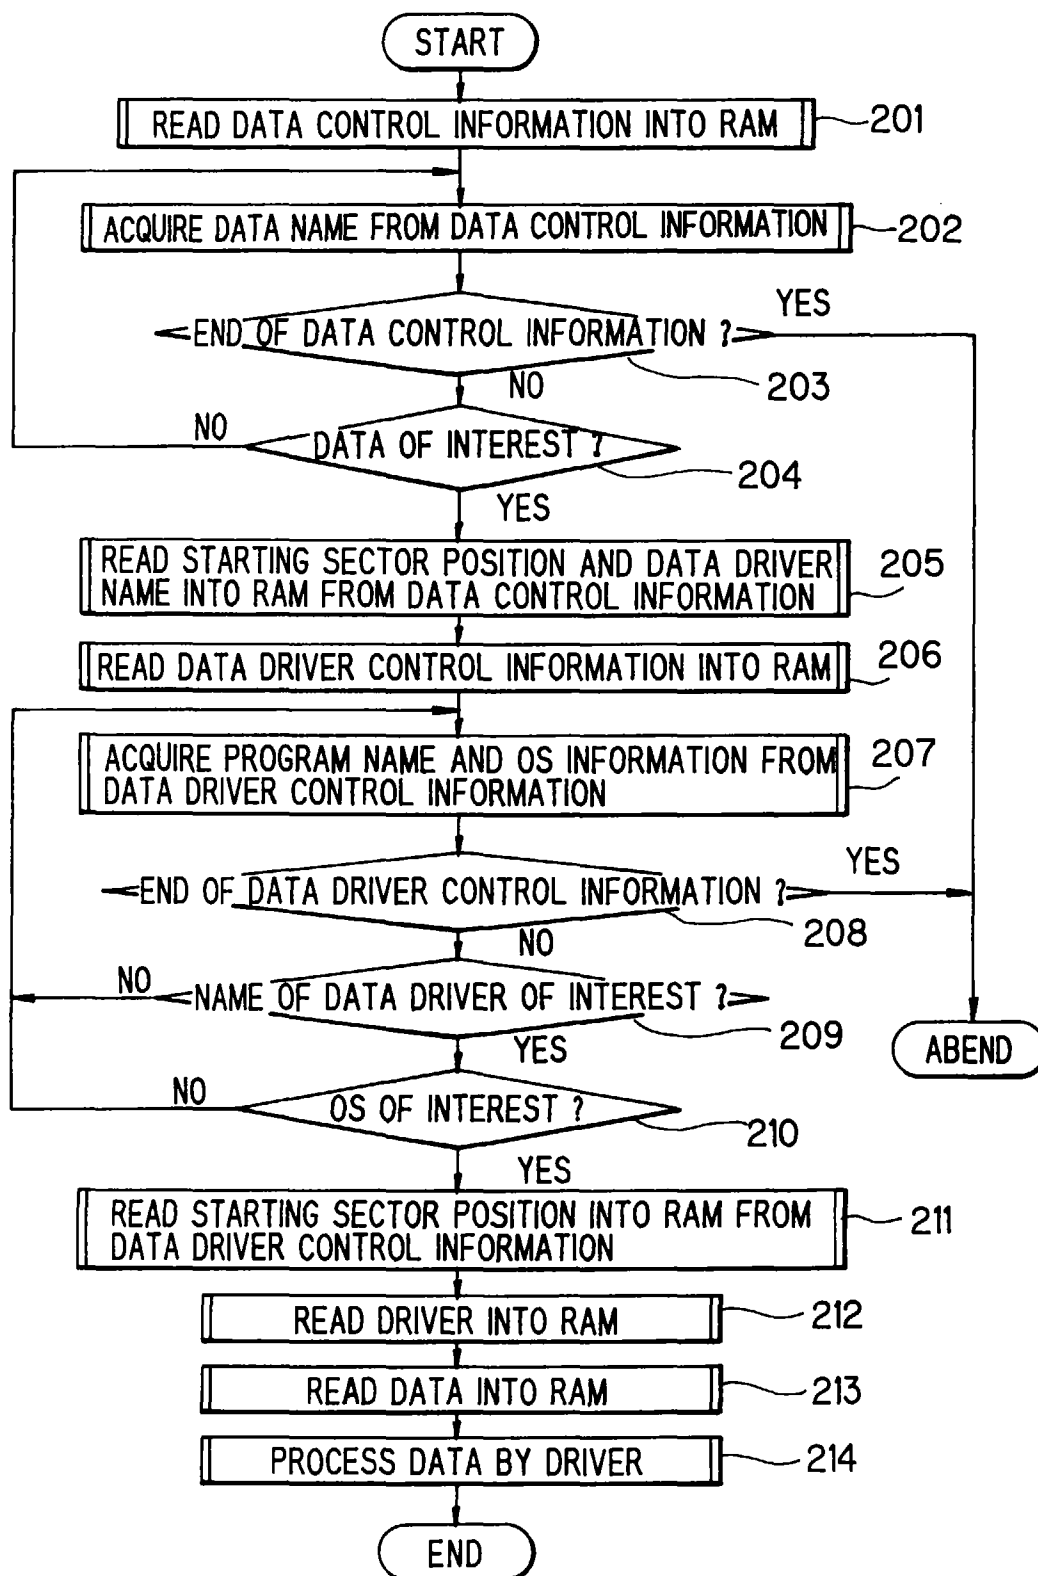 START
READ DATA CONTROL INFORMATION INTO RAM
201
ACQUIRE DATA NAME FROM DATA CONTROL INFORMATION
202
YES
END OF DATA CONTROL INFORMATION ?
203
NO
NO
DATA OF INTEREST ?
204
YES
READ STARTING SECTOR POSITION AND DATA DRIVER
NAME INTO RAM FROM DATA CONTROL INFORMATION
205
READ DATA DRIVER CONTROL INFORMATION INTO RAM
206
ACQUIRE PROGRAM NAME AND OS INFORMATION FROM
DATA DRIVER CONTROL INFORMATION
207
YES
END OF DATA DRIVER CONTROL INFORMATION ?
208
NO
NO
NAME OF DATA DRIVER OF INTEREST ?
209
YES
ABEND
NO
OS OF INTEREST ?
210
YES
READ STARTING SECTOR POSITION INTO RAM FROM
DATA DRIVER CONTROL INFORMATION
211
READ DRIVER INTO RAM
212
READ DATA INTO RAM
213
PROCESS DATA BY DRIVER
214
END